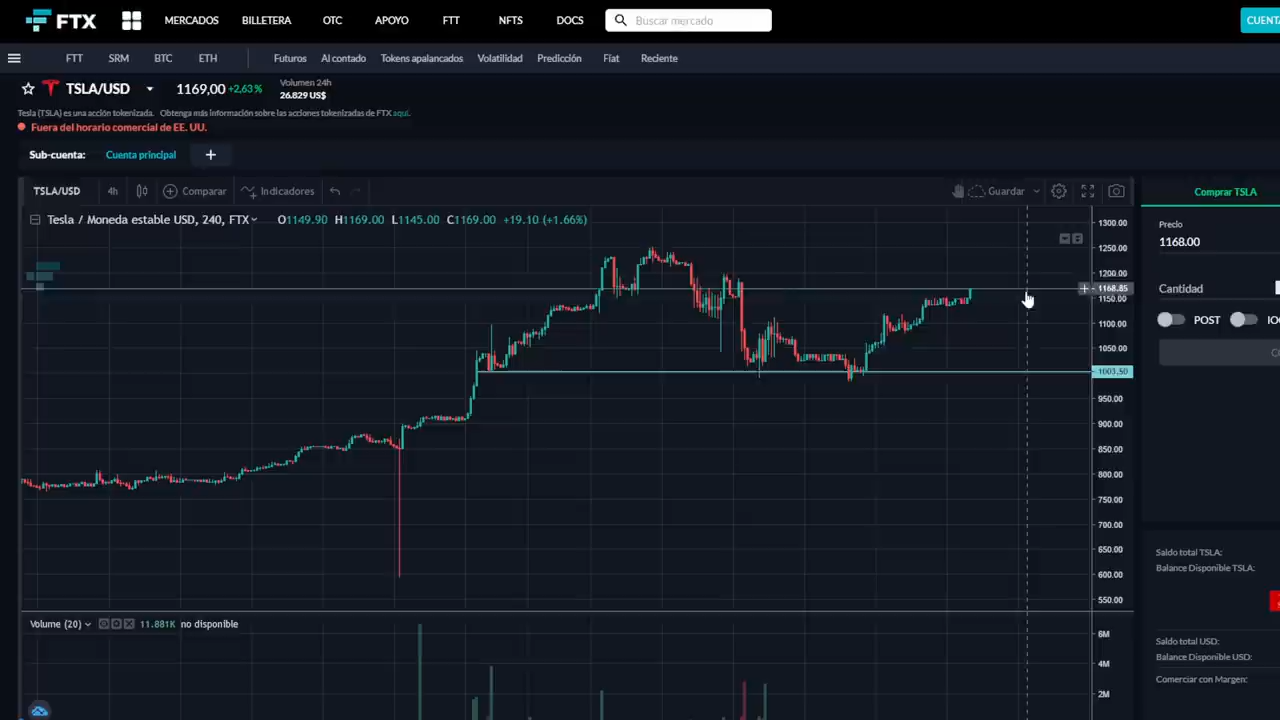 FTX MERCADOS BILLETERA OTC APOYO FTT NFTS DOCS Buscar mercado CUENTA
FTT SRM BTC ETH Futuros Al contado Tokens apalancados Volatilidad Predicción Fiat Reciente
TSLA/USD 1169,00 +2,63% Volumen 24h
26.829 US$
Tesla (TSLA) es una acción tokenizada. Obtenga más información sobre las acciones tokenizadas de FTX aquí.
Fuera del horario comercial de EE. UU.
Sub-cuenta: Cuenta principal +
TSLA/USD 4h Comparar Indicadores Guardar
Comprar TSLA
Tesla / Moneda estable USD, 240, FTX O1149.90 H1169.00 L1145.00 C1169.00 +19.10 (+1.66%)
1300.00
1250.00
1200.00
1168.85
1150.00
1100.00
1050.00
1003.50
950.00
900.00
850.00
800.00
750.00
700.00
650.00
600.00
550.00
Precio
1168.00
Cantidad
POST IOC
Saldo total TSLA:
Balance Disponible TSLA:
Volume (20) 11.881K no disponible
6M
4M
2M
Saldo total USD:
Balance Disponible USD:
Comerciar con Margen: